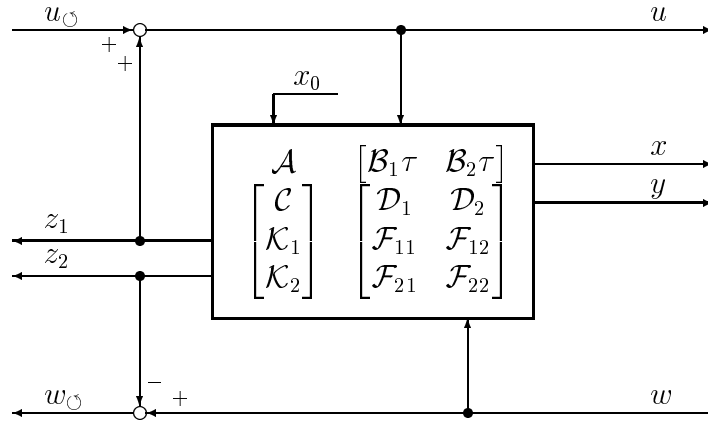 u↺ u
+
+
x₀
𝒜 [ℬ₁τ ℬ₂τ]
x
[𝒞] [𝒟₁ 𝒟₂]
y
z₁
[𝒦₁] [ℱ₁₁ ℱ₁₂]
z₂
[𝒦₂] [ℱ₂₁ ℱ₂₂]
− +
w↺ w